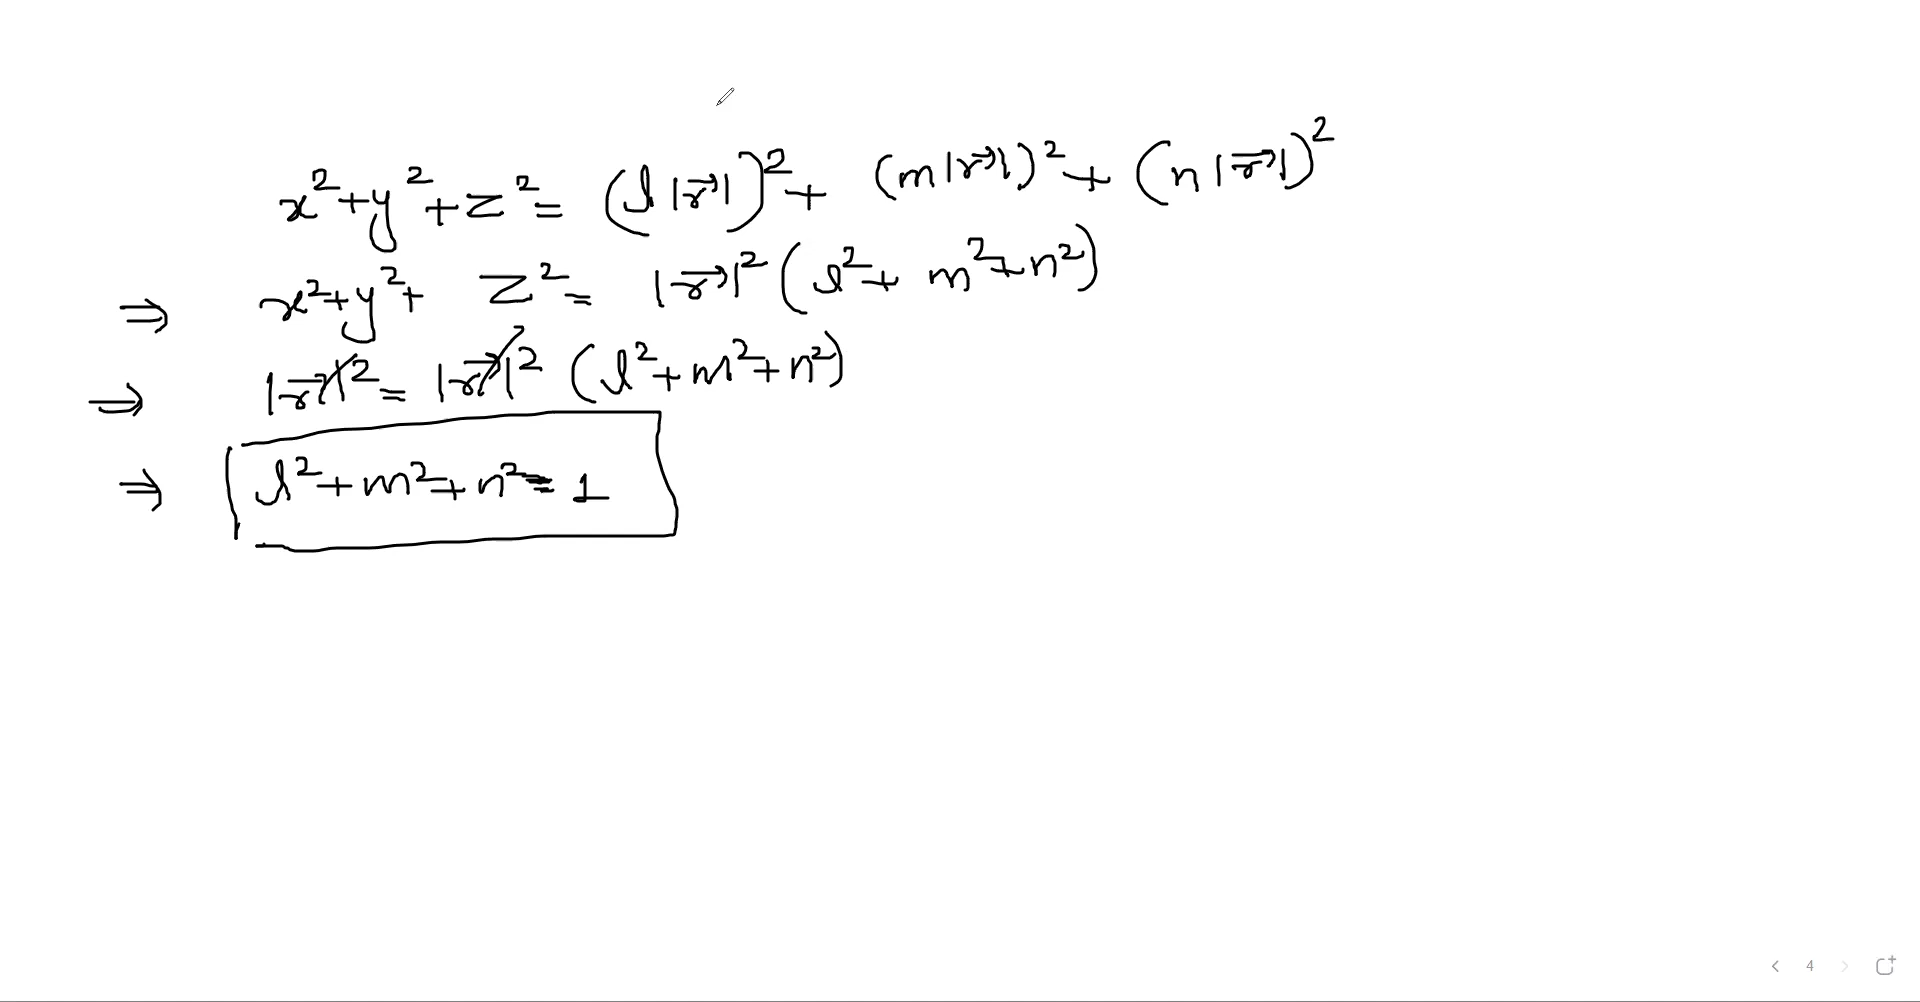 x² + y² + z² = (l |r⃗|)² + (m |r⃗|)² + (n |r⃗|)²
⇒ x² + y² + z² = |r⃗|² (l² + m² + n²)
⇒ |r⃗|² = |r⃗|² (l² + m² + n²)
⇒ l² + m² + n² = 1
4